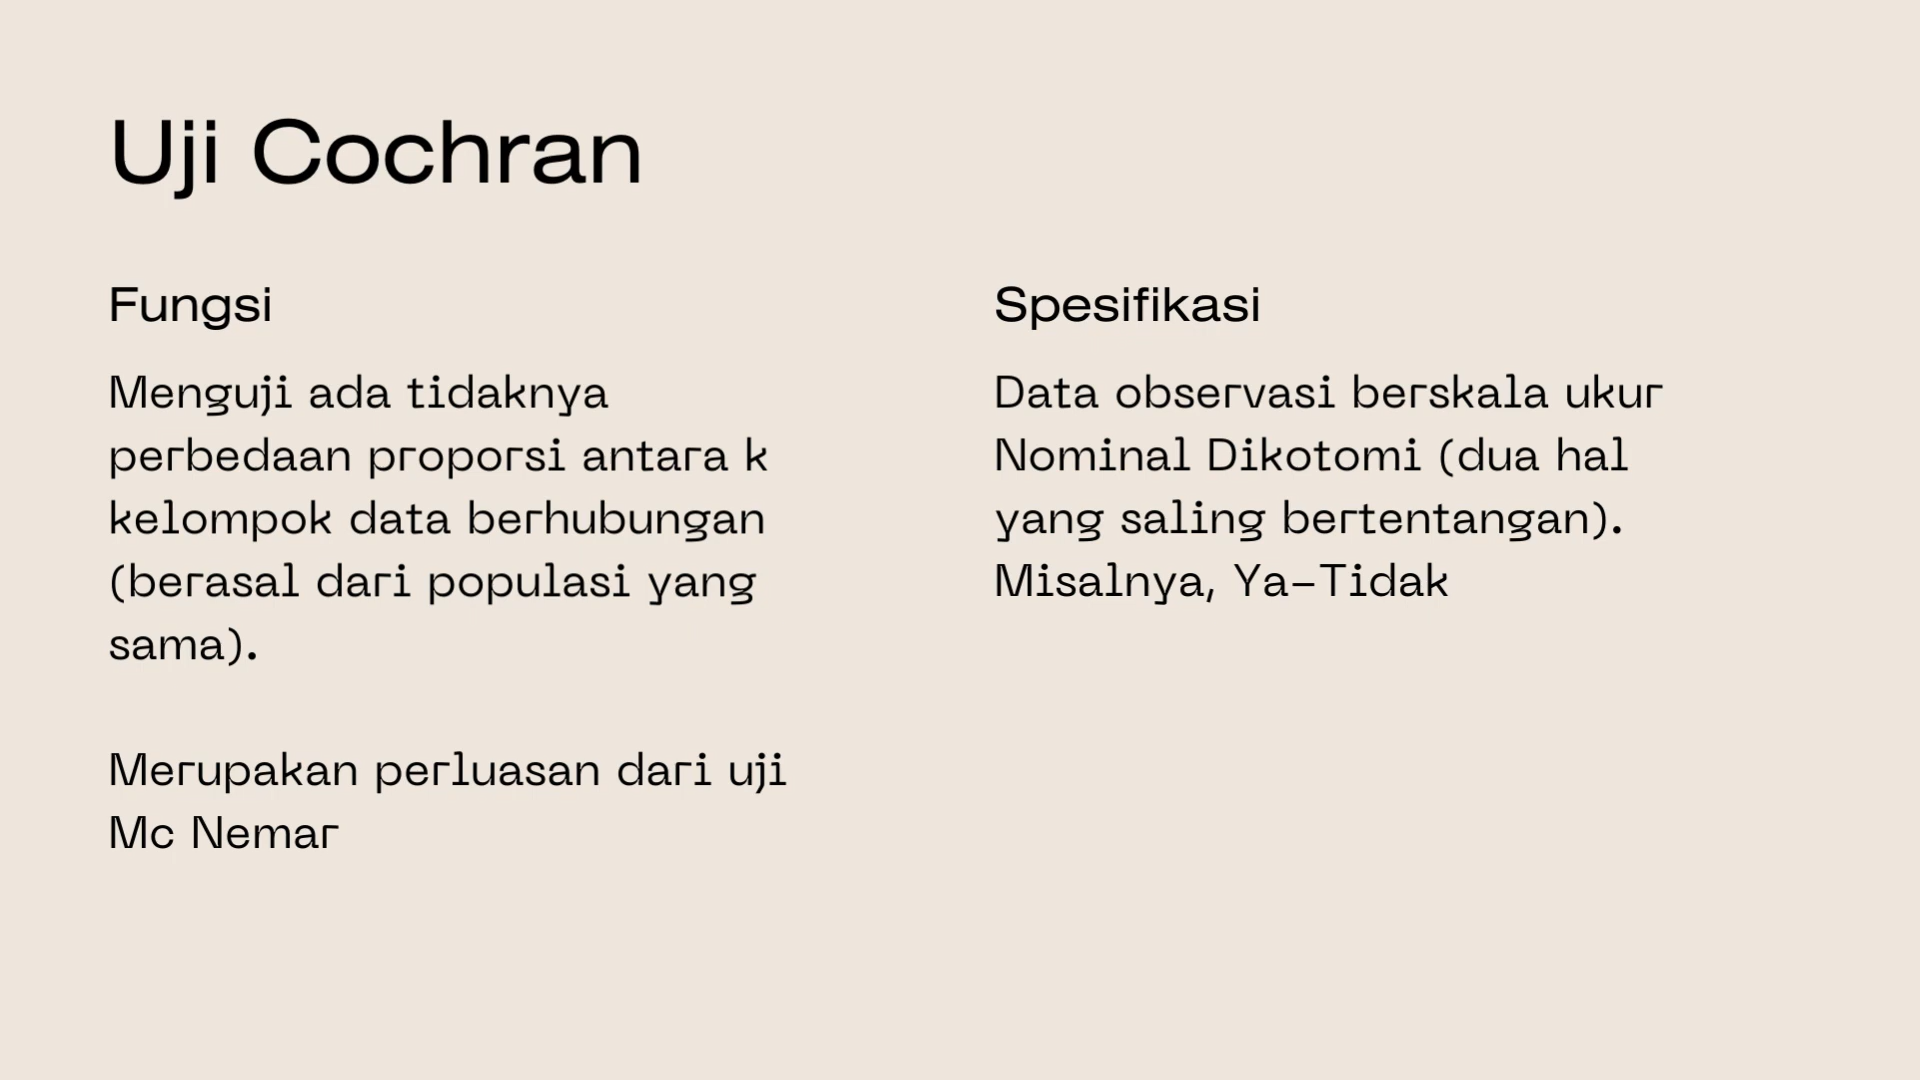 Uji Cochran
Fungsi
Menguji ada tidaknya
perbedaan proporsi antara k
kelompok data berhubungan
(berasal dari populasi yang
sama).
Merupakan perluasan dari uji
Mc Nemar
Spesifikasi
Data observasi berskala ukur
Nominal Dikotomi (dua hal
yang saling bertentangan).
Misalnya, Ya-Tidak